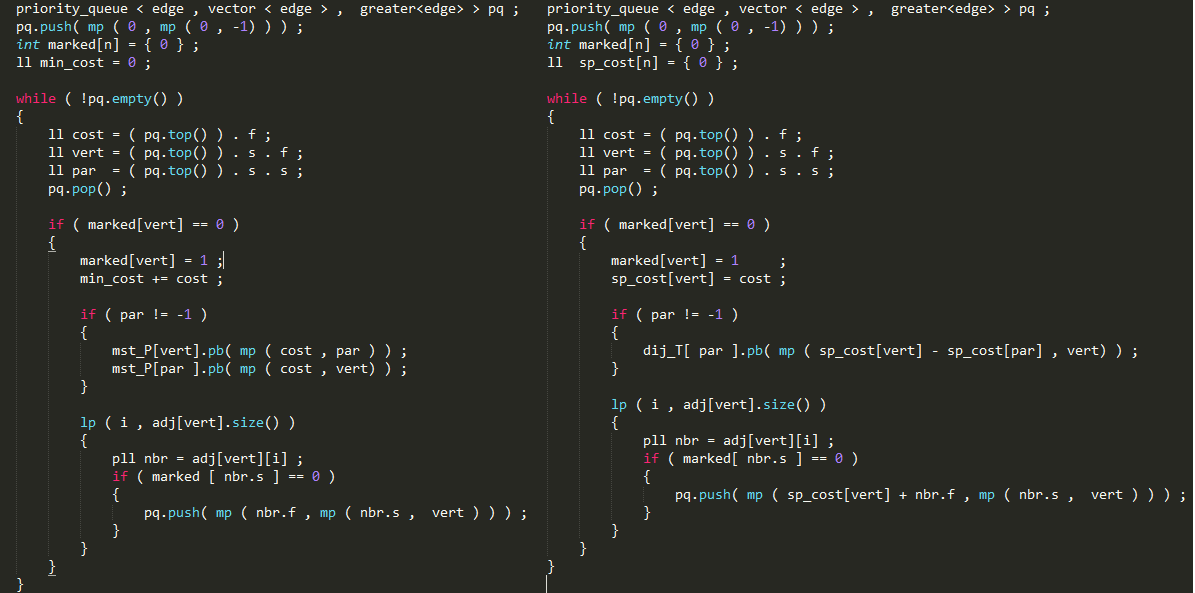 priority_queue < edge , vector < edge > ,  greater<edge> > pq ;
pq.push( mp ( 0 , mp ( 0 , -1) ) ) ;
int marked[n] = { 0 } ;
ll min_cost = 0 ;
while ( !pq.empty() )
{
ll cost = ( pq.top() ) . f ;
ll vert = ( pq.top() ) . s . f ;
ll par  = ( pq.top() ) . s . s ;
pq.pop() ;
if ( marked[vert] == 0 )
{
marked[vert] = 1 ;
min_cost += cost ;
if ( par != -1 )
{
mst_P[vert].pb( mp ( cost , par ) ) ;
mst_P[par ].pb( mp ( cost , vert) ) ;
}
lp ( i , adj[vert].size() )
{
pll nbr = adj[vert][i] ;
if ( marked [ nbr.s ] == 0 )
{
pq.push( mp ( nbr.f , mp ( nbr.s ,  vert ) ) ) ;
}
}
}
}
priority_queue < edge , vector < edge > ,  greater<edge> > pq ;
pq.push( mp ( 0 , mp ( 0 , -1) ) ) ;
int marked[n] = { 0 } ;
ll  sp_cost[n] = { 0 } ;
while ( !pq.empty() )
{
ll cost = ( pq.top() ) . f ;
ll vert = ( pq.top() ) . s . f ;
ll par  = ( pq.top() ) . s . s ;
pq.pop() ;
if ( marked[vert] == 0 )
{
marked[vert] = 1     ;
sp_cost[vert] = cost ;
if ( par != -1 )
{
dij_T[ par ].pb( mp ( sp_cost[vert] - sp_cost[par] , vert) ) ;
}
lp ( i , adj[vert].size() )
{
pll nbr = adj[vert][i] ;
if ( marked[ nbr.s ] == 0 )
{
pq.push( mp ( sp_cost[vert] + nbr.f , mp ( nbr.s ,  vert ) ) ) ;
}
}
}
}